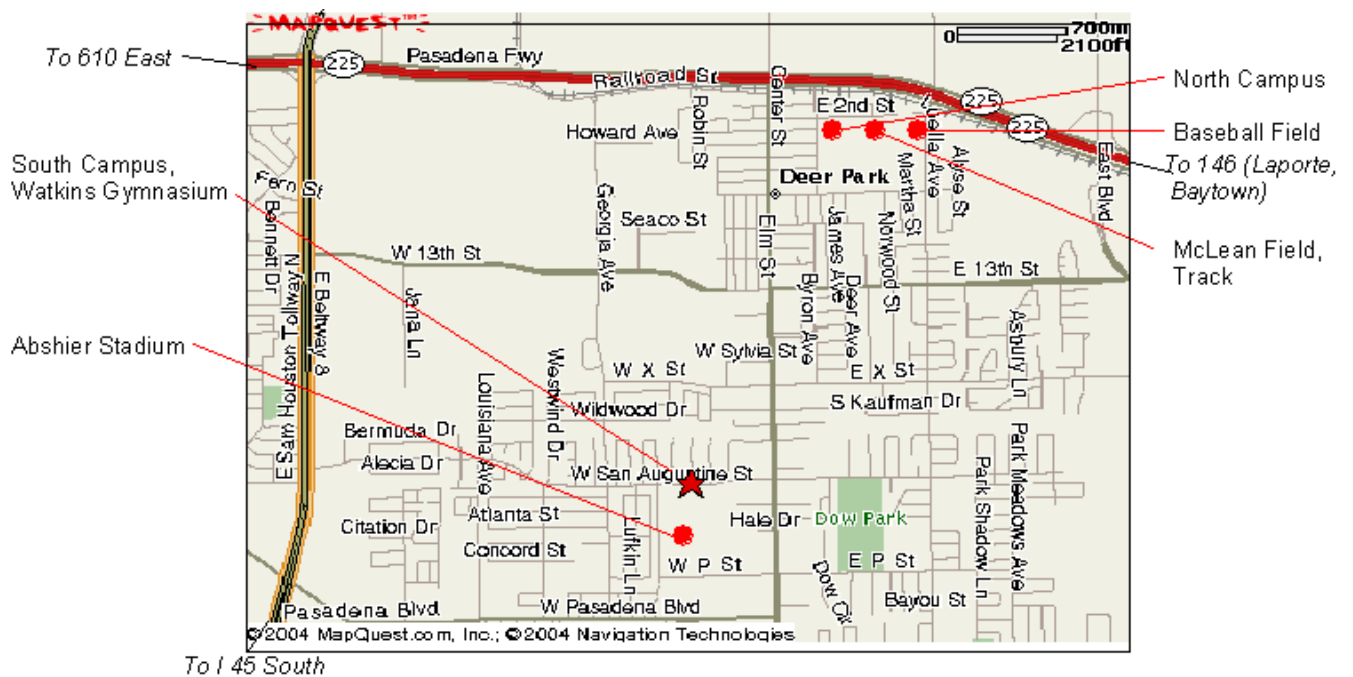 MAPQUEST™
0 700m
2100ft
To 610 East
225
Pasadena Fwy
Railroad St
Center St
E 2nd St
225
225
North Campus
Robin St
Howard Ave
Luella Ave
Baseball Field
South Campus,
Watkins Gymnasium
Fern St
Deer Park
Martha St
Alyse St
East Blvd
To 146 (Laporte,
Baytown)
Bennett Dr
Georgia Ave
Seaco St
Elm St
James Ave
Norwood St
McLean Field,
Track
W 13th St
E 13th St
E Sam Houston Tollway N
E Beltway 8
Jana Ln
Byron Ave
Deer Ave
Asbury Ln
Abshier Stadium
W Sylvia St
W X St
E X St
Westwind Dr
Louisiana Ave
Wildwood Dr
S Kaufman Dr
Bermuda Dr
Alecia Dr
W San Augustine St
Park Shadow Ln
Park Meadows Ave
Citation Dr
Atlanta St
Hale Dr
Dow Park
Lufkin Ln
Concord St
W P St
E P St
Bayou St
Pasadena Blvd
W Pasadena Blvd
©2004 MapQuest.com, Inc.; ©2004 Navigation Technologies
To I 45 South